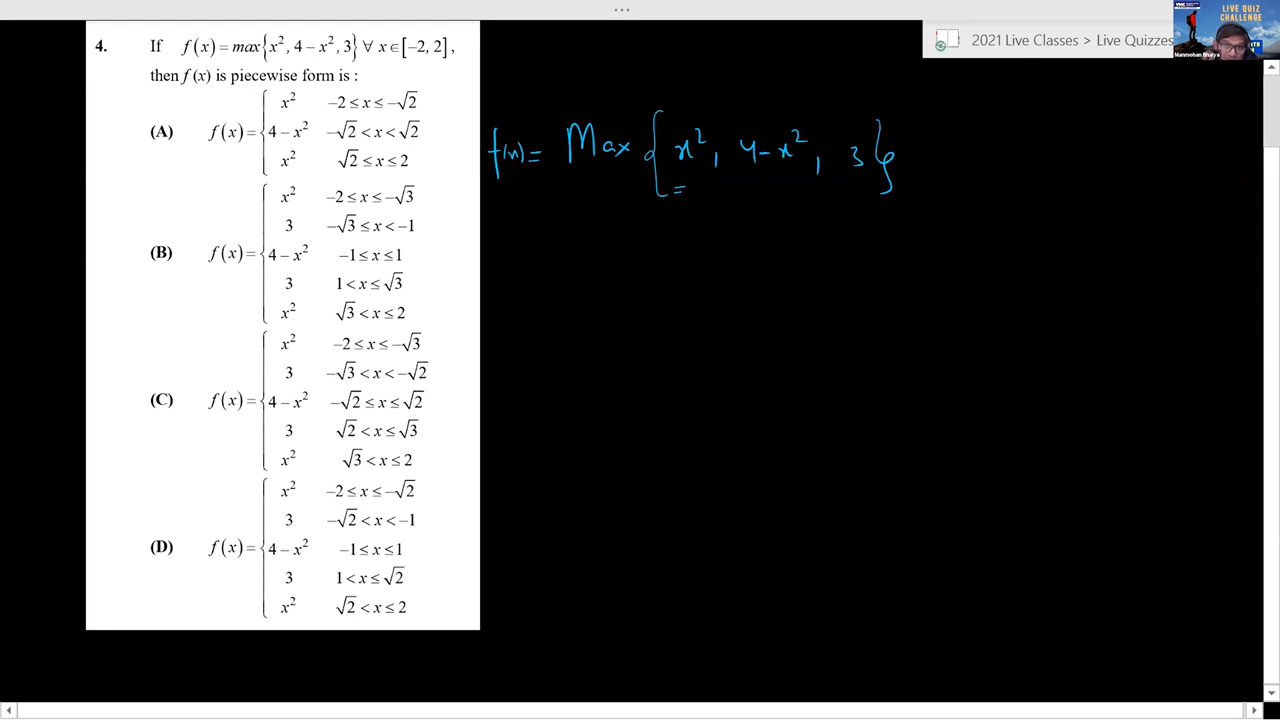 4. If f(x) = max{x², 4 – x², 3} ∀ x ∈ [–2, 2],
then f(x) is piecewise form is :
(A) f(x) = { x² –2 ≤ x ≤ –√2
4 – x² –√2 < x < √2
x² √2 ≤ x ≤ 2
(B) f(x) = { x² –2 ≤ x ≤ –√3
3 –√3 ≤ x < –1
4 – x² –1 ≤ x ≤ 1
3 1 < x ≤ √3
x² √3 < x ≤ 2
(C) f(x) = { x² –2 ≤ x ≤ –√3
3 –√3 < x < –√2
4 – x² –√2 ≤ x ≤ √2
3 √2 < x ≤ √3
x² √3 < x ≤ 2
(D) f(x) = { x² –2 ≤ x ≤ –√2
3 –√2 < x < –1
4 – x² –1 ≤ x ≤ 1
3 1 < x ≤ √2
x² √2 < x ≤ 2
f(x) = Max { x², 4 – x², 3 }
2021 Live Classes > Live Quizzes
VMC
LIVE QUIZ
CHALLENGE
Manmohan Bhaiya